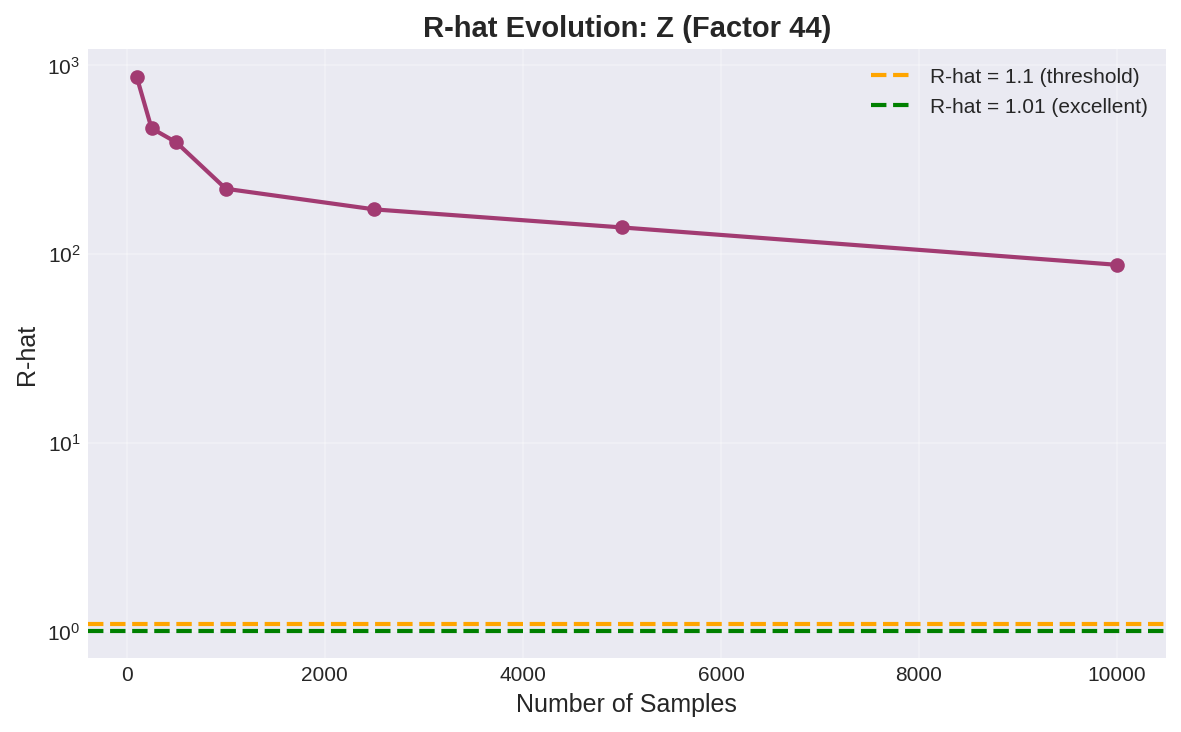 R-hat Evolution: Z (Factor 44)
R-hat = 1.1 (threshold)
R-hat = 1.01 (excellent)
10³
10²
10¹
10⁰
R-hat
0 2000 4000 6000 8000 10000
Number of Samples